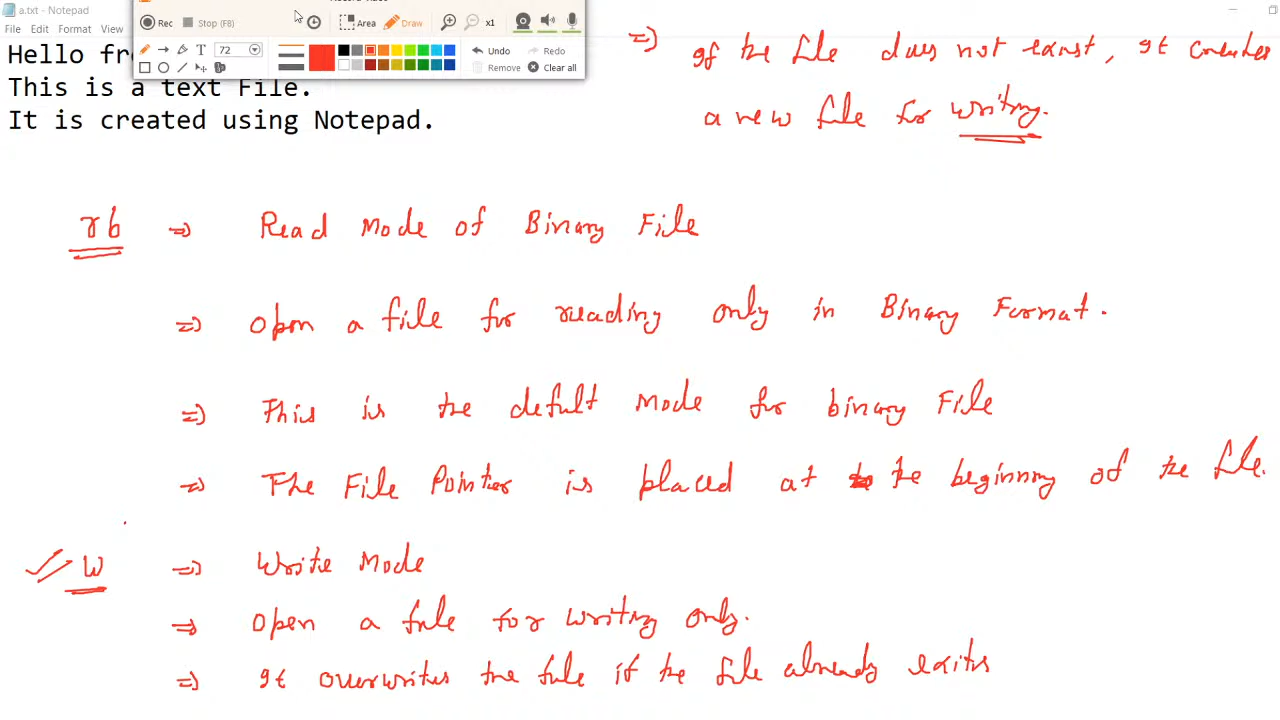 a.txt - Notepad
File Edit Format View
Rec Stop (F8) Area Draw x1
72 Undo Redo
Remove Clear all
Hello
This is a text File.
It is created using Notepad.
=> If the file does not exist, It creates
a new file for writing.
rb => Read Mode of Binary File
=> Open a file for reading only in Binary Format.
=> This is the defult Mode for binary File
=> The File Pointer is placed at the beginning of the file.
W => Write Mode
=> Open a file for writing only.
=> It overwrites the file if the file already exists